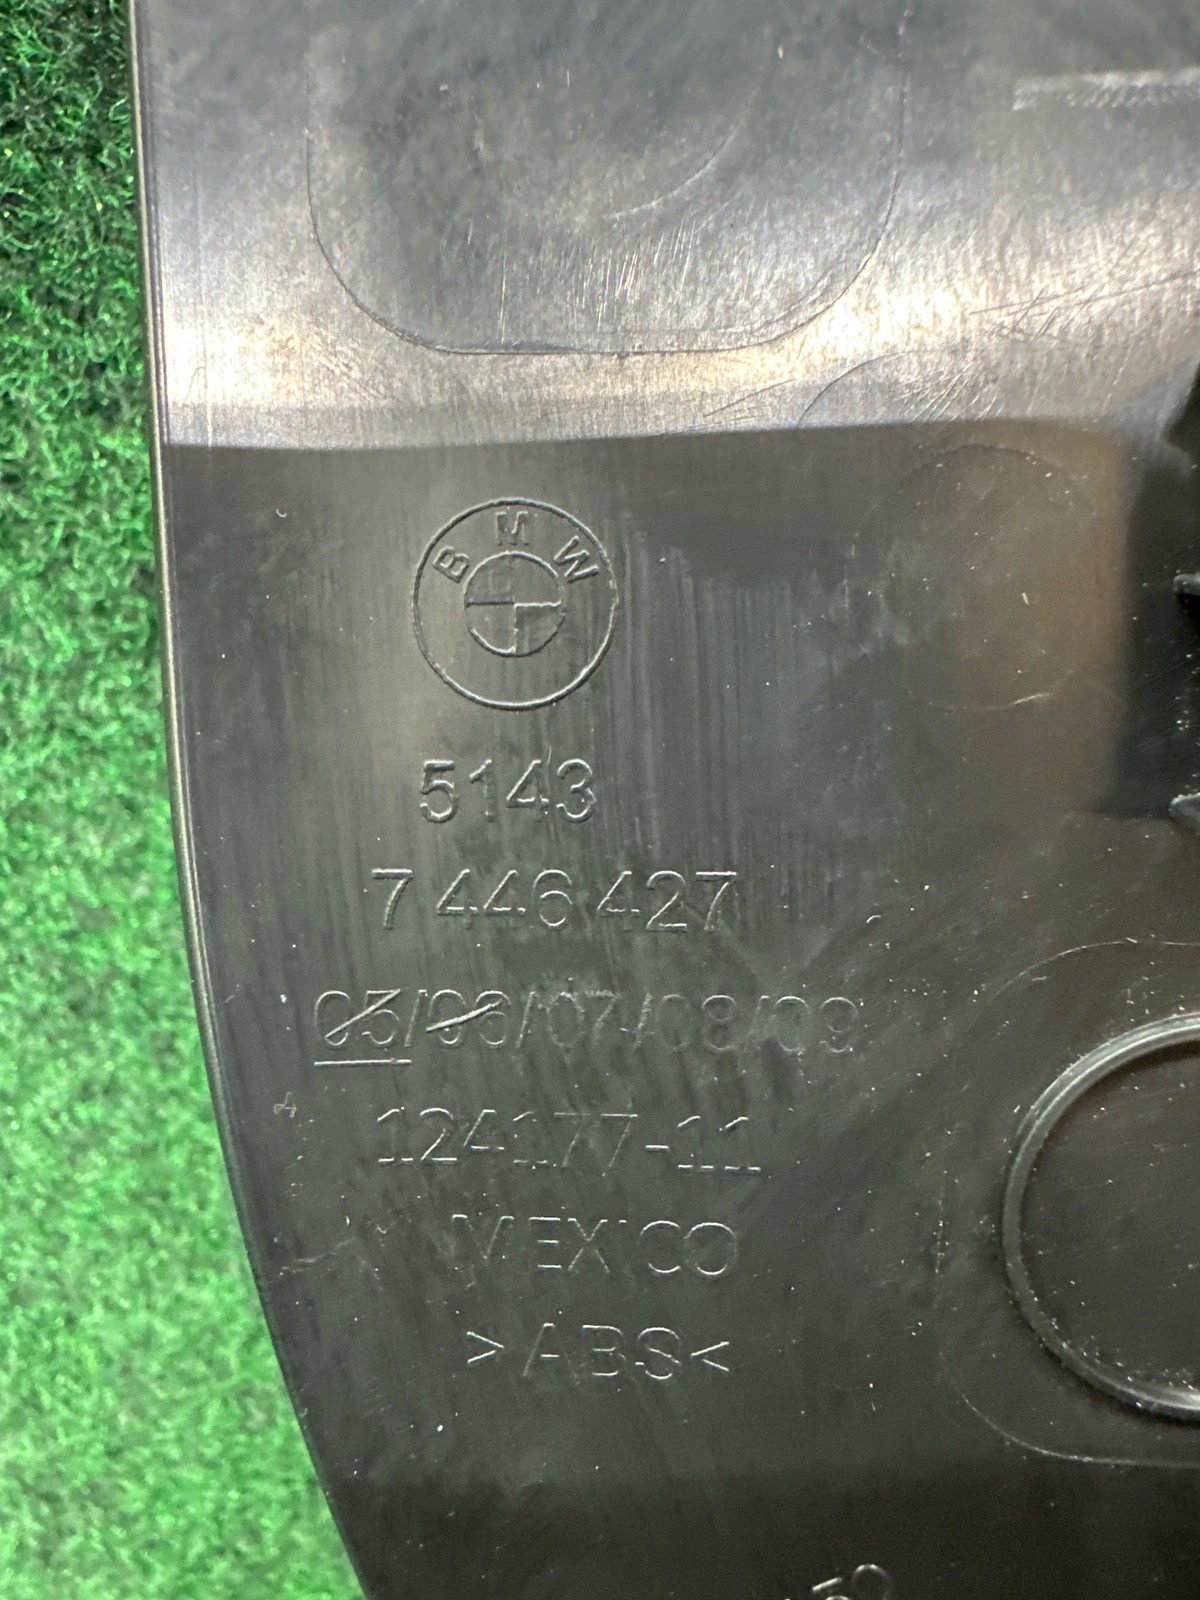 BMW
5143
7 446 427
05/06/07/08/09
124177-11
MEXICO
>ABS<